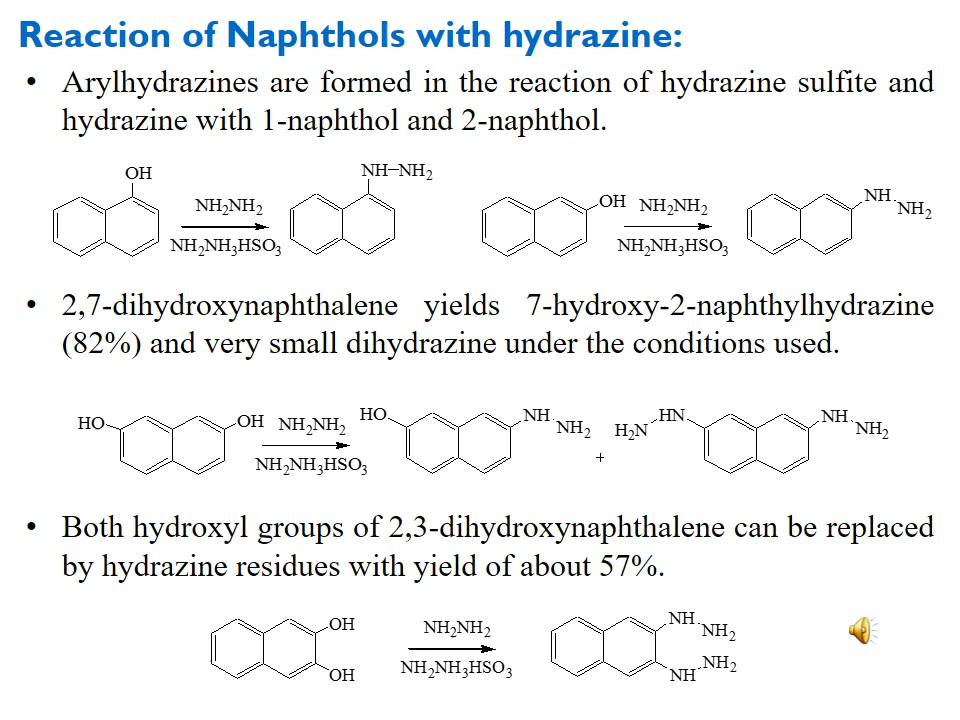 Reaction of Naphthols with hydrazine:
• Arylhydrazines are formed in the reaction of hydrazine sulfite and
hydrazine with 1-naphthol and 2-naphthol.
OH
NH₂NH₂
NH₂NH₃HSO₃
NH–NH₂
OH
NH₂NH₂
NH₂NH₃HSO₃
NH
NH₂
• 2,7-dihydroxynaphthalene yields 7-hydroxy-2-naphthylhydrazine
(82%) and very small dihydrazine under the conditions used.
HO
OH
NH₂NH₂
NH₂NH₃HSO₃
HO
NH
NH₂
+
H₂N
HN
NH
NH₂
• Both hydroxyl groups of 2,3-dihydroxynaphthalene can be replaced
by hydrazine residues with yield of about 57%.
OH
OH
NH₂NH₂
NH₂NH₃HSO₃
NH
NH₂
NH₂
NH